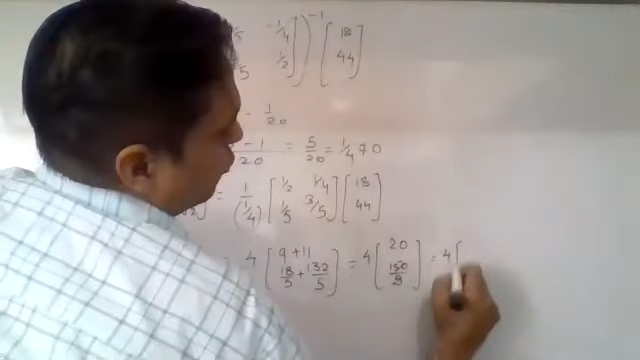 5 -1/4 ])⁻¹ [ 18
5 1/2 ] 44 ]
- 1/20
-1/20 = 5/20 = 1/4 ≠ 0
= 1/(1/4) [ 1/2 1/4 ] [ 18
1/5 3/5 ] 44 ]
= 4 [ 9+11 ] = 4 [ 20 ] = 4 [
18/5 + 132/5 150/5